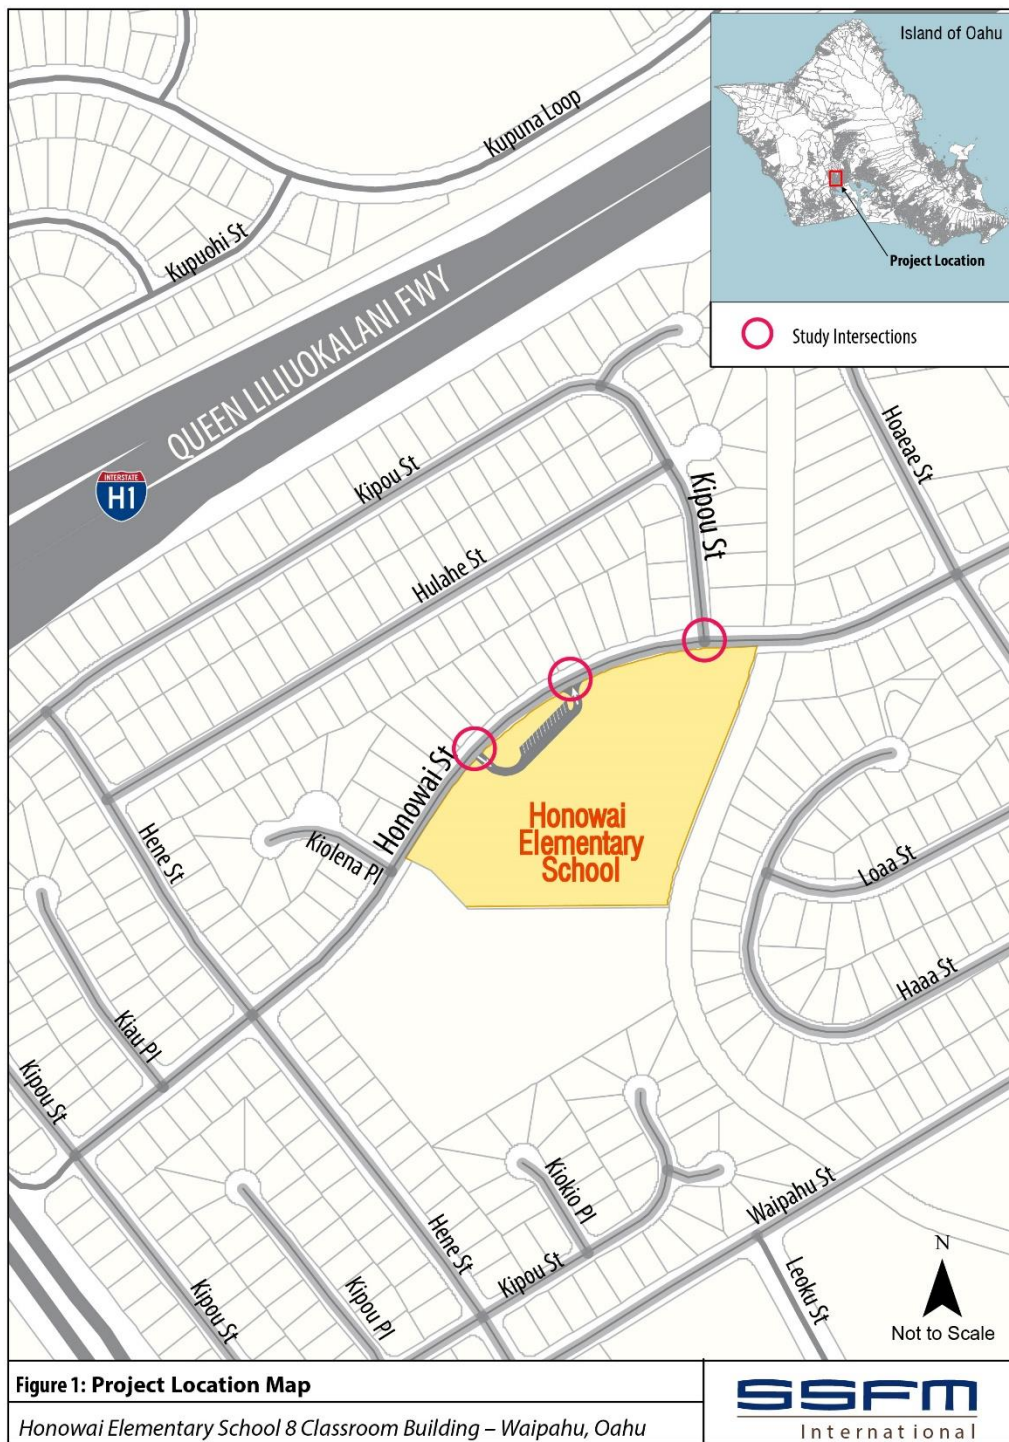 Island of Oahu
Project Location
Study Intersections
Kupuna Loop
Kupuohi St
QUEEN LILIUOKALANI FWY
INTERSTATE
H1
Hoaeae St
Kipou St
Kipou St
Hulahe St
Honowai St
Honowai
Elementary
School
Hene St
Kiolena Pl
Loaa St
Haaa St
Kiau Pl
Kipou St
Kiokio Pl
Waipahu St
Hene St
Kipou St
Leoku St
Kipou St
Kipou Pl
N
Not to Scale
Figure 1: Project Location Map
Honowai Elementary School 8 Classroom Building – Waipahu, Oahu
SSFM
International